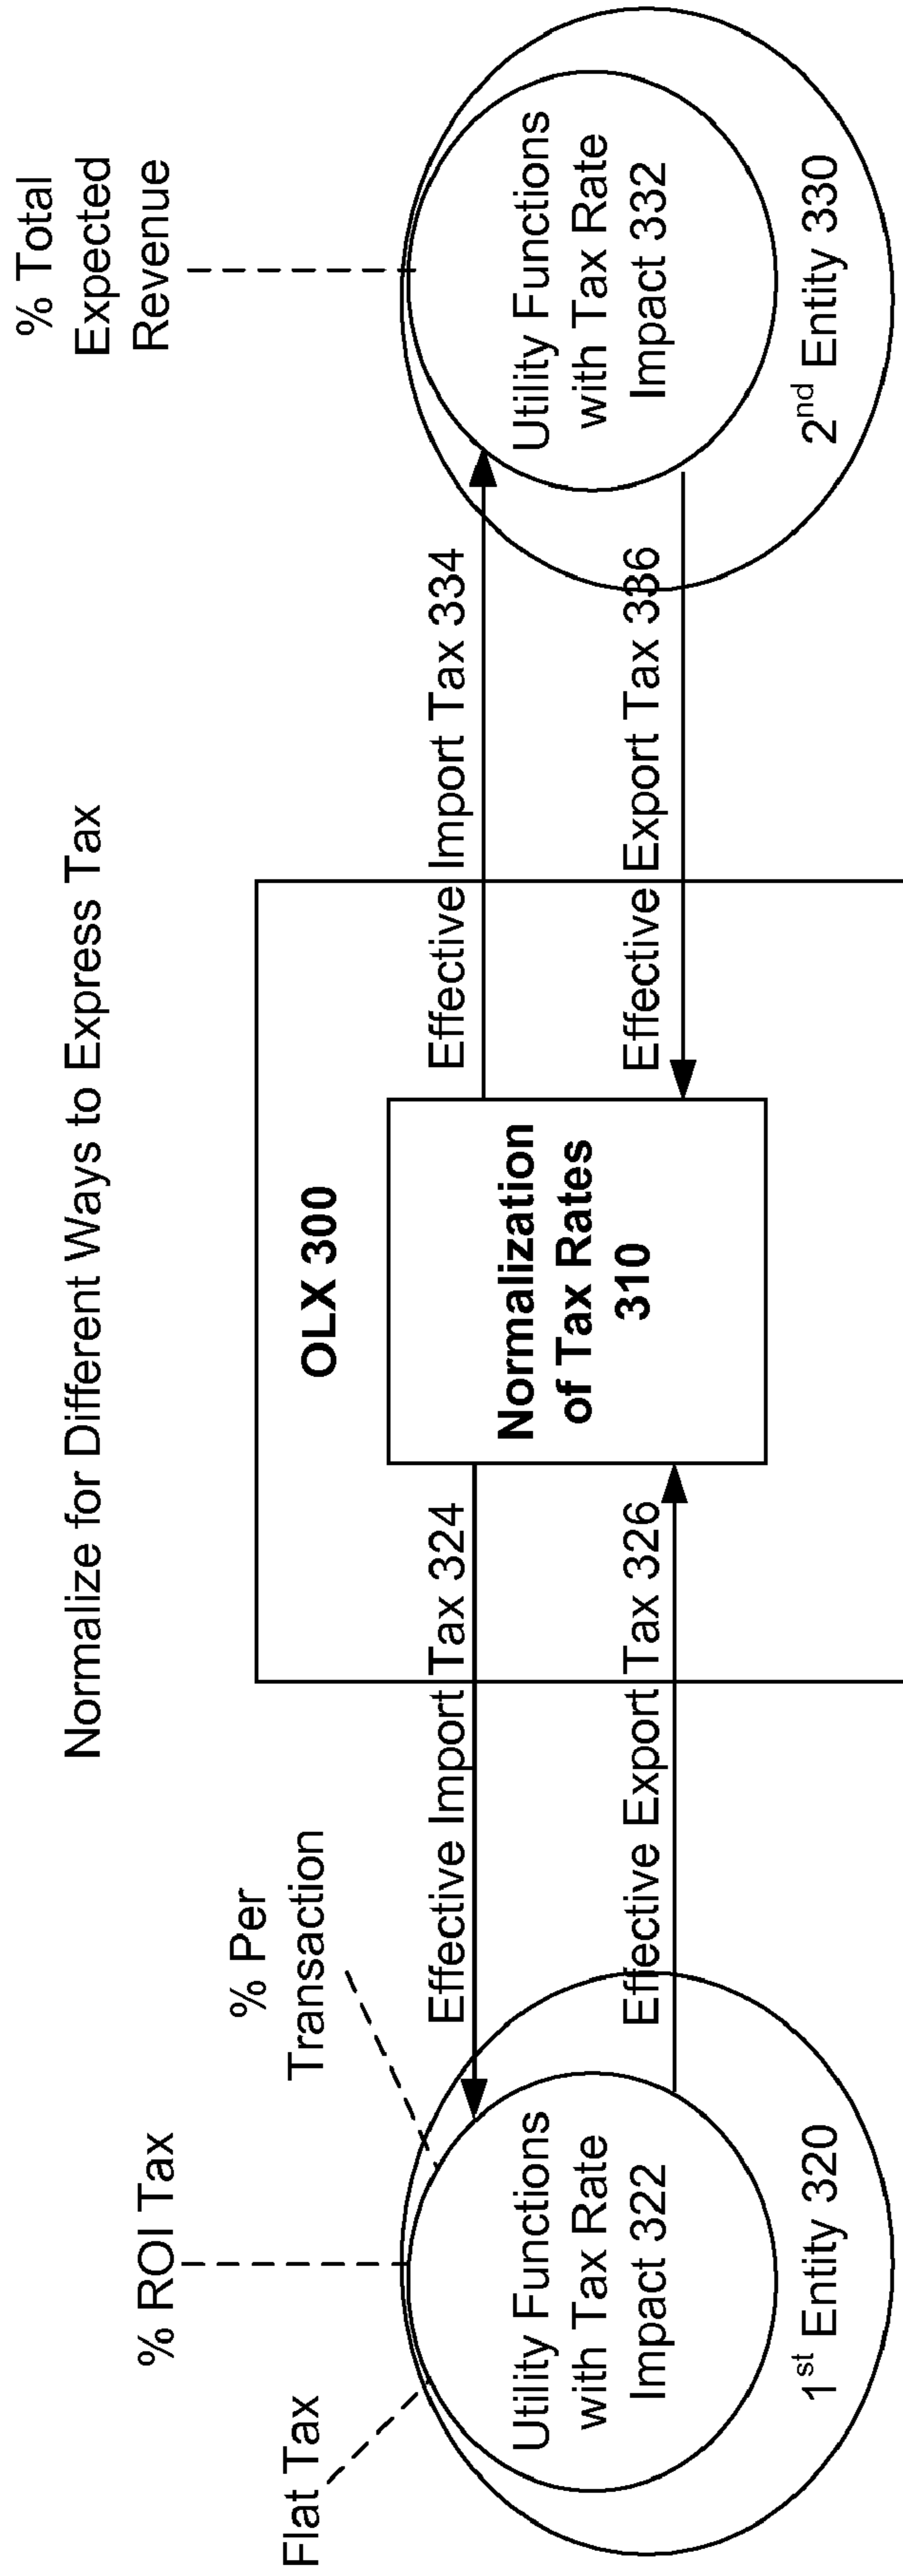 Normalize for Different Ways to Express Tax
Flat Tax
% ROI Tax
% Per
Transaction
Utility Functions
with Tax Rate
Impact 322
1st Entity 320
Effective Import Tax 324
Effective Export Tax 326
OLX 300
Normalization
of Tax Rates
310
Effective Import Tax 334
Effective Export Tax 336
% Total
Expected
Revenue
Utility Functions
with Tax Rate
Impact 332
2nd Entity 330